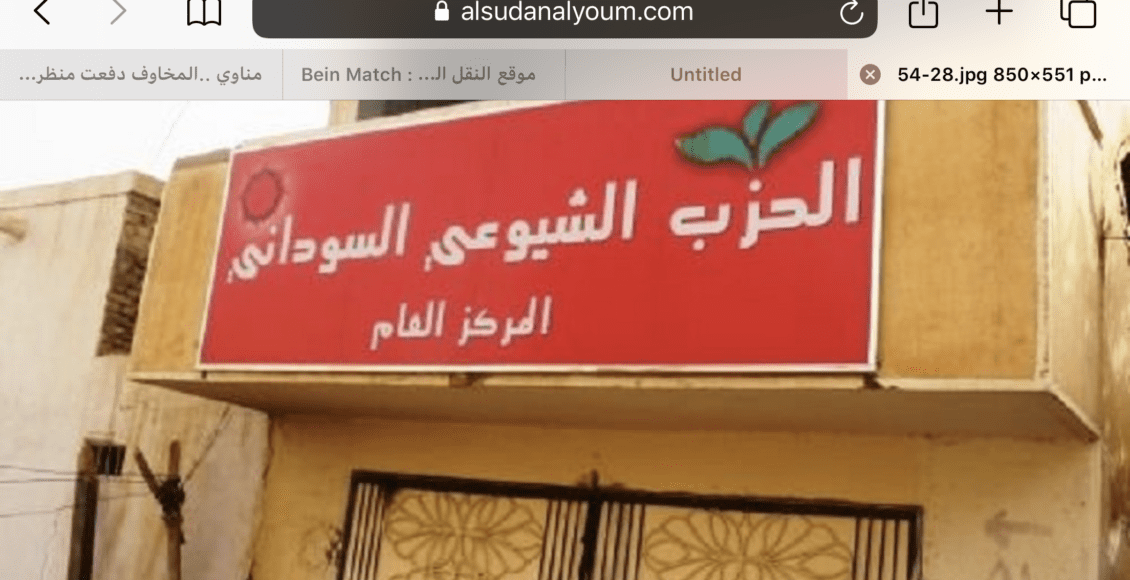 alsudanalyoum.com
مناوي ..المخاوف دفعت منظر...
Bein Match : موقع النقل الـ...
Untitled
54-28.jpg 850×551 p...
الحزب الشيوعي السوداني
المركز العام